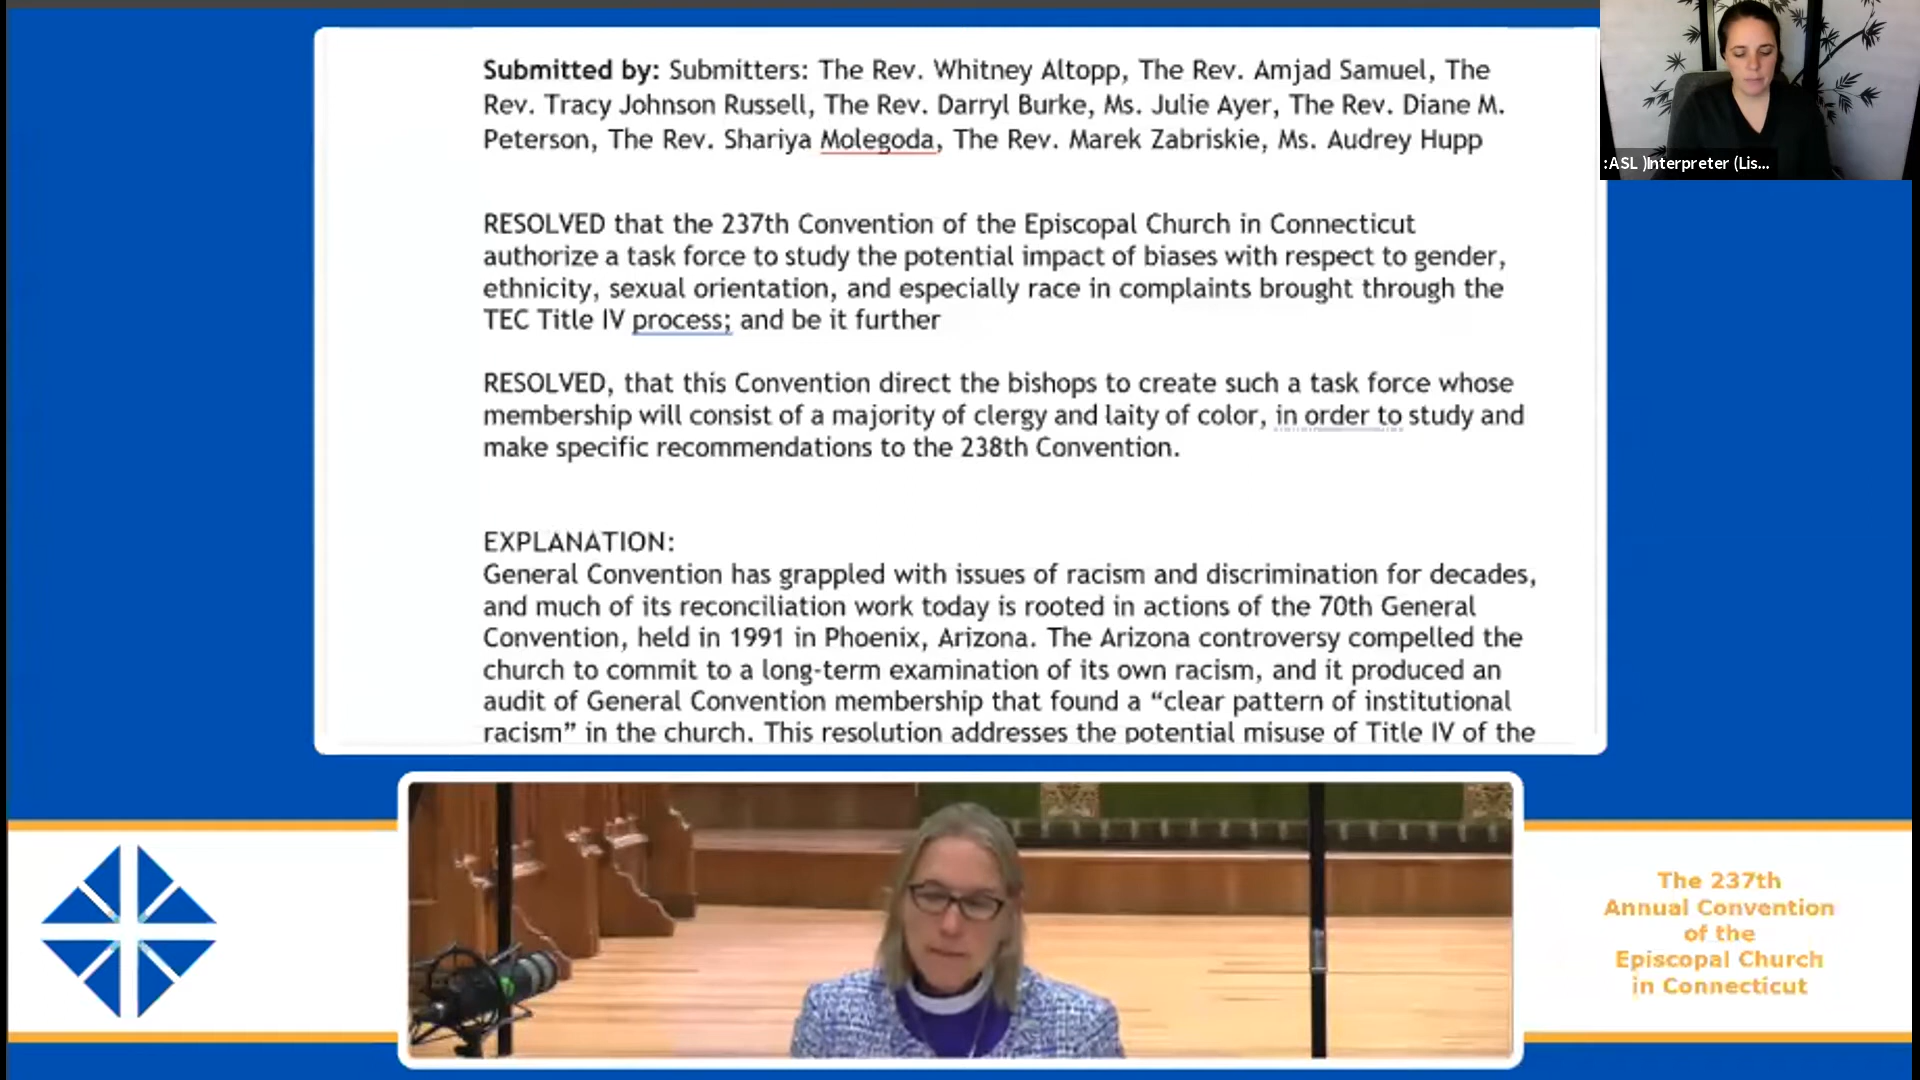 Submitted by: Submitters: The Rev. Whitney Altopp, The Rev. Amjad Samuel, The
Rev. Tracy Johnson Russell, The Rev. Darryl Burke, Ms. Julie Ayer, The Rev. Diane M.
Peterson, The Rev. Shariya Molegoda, The Rev. Marek Zabriskie, Ms. Audrey Hupp
RESOLVED that the 237th Convention of the Episcopal Church in Connecticut
authorize a task force to study the potential impact of biases with respect to gender,
ethnicity, sexual orientation, and especially race in complaints brought through the
TEC Title IV process; and be it further
RESOLVED, that this Convention direct the bishops to create such a task force whose
membership will consist of a majority of clergy and laity of color, in order to study and
make specific recommendations to the 238th Convention.
EXPLANATION:
General Convention has grappled with issues of racism and discrimination for decades,
and much of its reconciliation work today is rooted in actions of the 70th General
Convention, held in 1991 in Phoenix, Arizona. The Arizona controversy compelled the
church to commit to a long-term examination of its own racism, and it produced an
audit of General Convention membership that found a “clear pattern of institutional
racism” in the church. This resolution addresses the potential misuse of Title IV of the
:ASL )Interpreter (Lis...
The 237th
Annual Convention
of the
Episcopal Church
in Connecticut